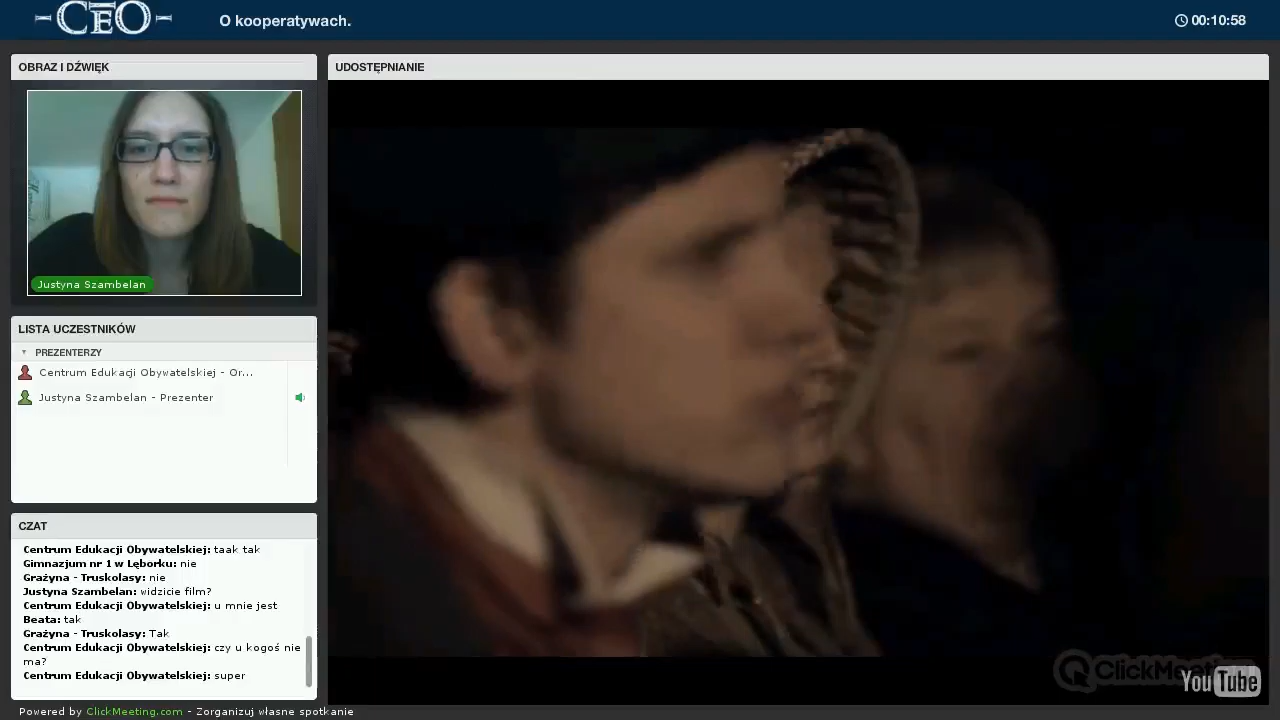 CEO
O kooperatywach.
00:10:58
OBRAZ I DŹWIĘK
UDOSTĘPNIANIE
Justyna Szambelan
LISTA UCZESTNIKÓW
PREZENTERZY
Centrum Edukacji Obywatelskiej - Or...
Justyna Szambelan - Prezenter
CZAT
Centrum Edukacji Obywatelskiej: taak tak
Gimnazjum nr 1 w Lęborku: nie
Grażyna - Truskolasy: nie
Justyna Szambelan: widzicie film?
Centrum Edukacji Obywatelskiej: u mnie jest
Beata: tak
Grażyna - Truskolasy: Tak
Centrum Edukacji Obywatelskiej: czy u kogoś nie
ma?
Centrum Edukacji Obywatelskiej: super
ClickMeeting
YouTube
Powered by ClickMeeting.com - Zorganizuj własne spotkanie